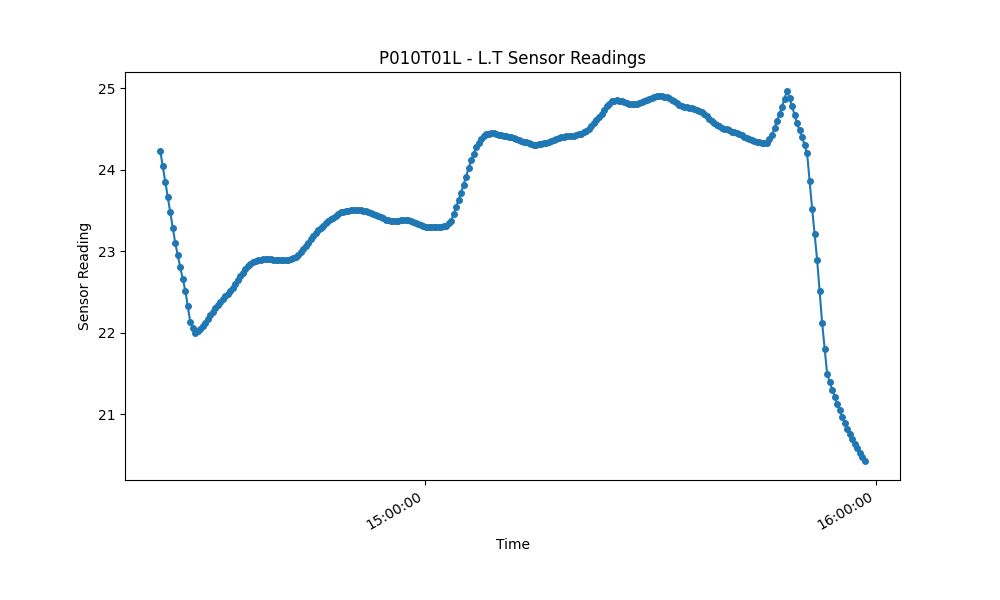 P010T01L - L.T Sensor Readings
25
24
23
22
21
Sensor Reading
15:00:00
16:00:00
Time